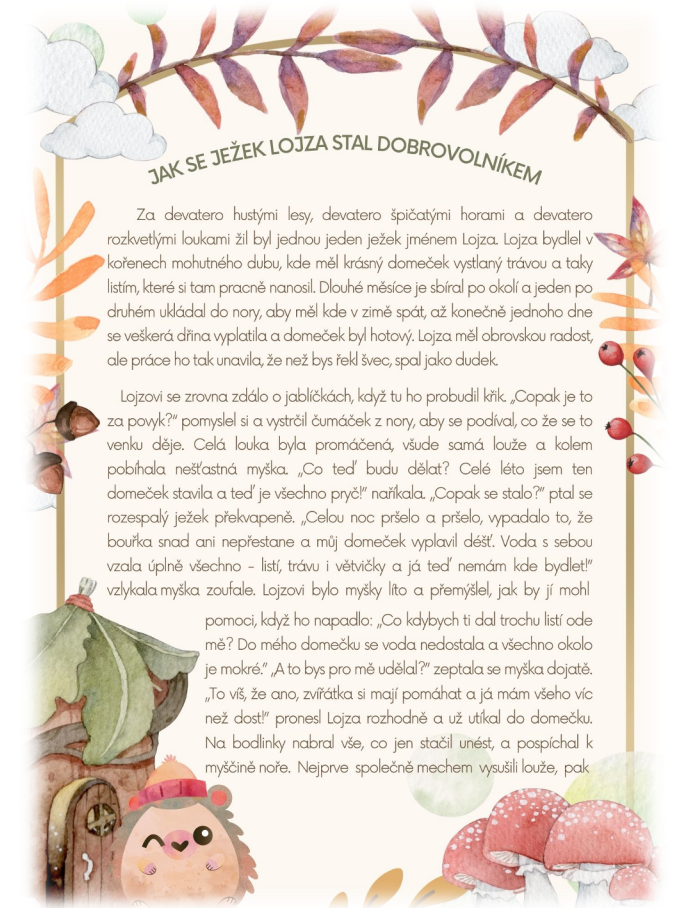 JAK SE JEŽEK LOJZA STAL DOBROVOLNÍKEM
Za devatero hustými lesy, devatero špičatými horami a devatero
rozkvetlými loukami žil byl jednou jeden ježek jménem Lojza. Lojza bydlel v
kořenech mohutného dubu, kde měl krásný domeček vystlaný trávou a taky
listím, které si tam pracně nanosil. Dlouhé měsíce je sbíral po okolí a jeden po
druhém ukládal do nory, aby měl kde v zimě spát, až konečně jednoho dne
se veškerá dřina vyplatila a domeček byl hotový. Lojza měl obrovskou radost,
ale práce ho tak unavila, že než bys řekl švec, spal jako dudek.
Lojzovi se zrovna zdálo o jablíčkách, když tu ho probudil křik. „Copak je to
za povyk?“ pomyslel si a vystrčil čumáček z nory, aby se podíval, co že se to
venku děje. Celá louka byla promáčená, všude samá louže a kolem
pobíhala nešťastná myška. „Co teď budu dělat? Celé léto jsem ten
domeček stavila a teď je všechno pryč!“ naříkala. „Copak se stalo?“ ptal se
rozespalý ježek překvapeně. „Celou noc pršelo a pršelo, vypadalo to, že
bouřka snad ani nepřestane a můj domeček vyplavil déšť. Voda s sebou
vzala úplně všechno – listí, trávu i větvičky a já teď nemám kde bydlet!“
vzlykala myška zoufale. Lojzovi bylo myšky líto a přemýšlel, jak by jí mohl
pomoci, když ho napadlo: „Co kdybych ti dal trochu listí ode
mě? Do mého domečku se voda nedostala a všechno okolo
je mokré.“ „A to bys pro mě udělal?“ zeptala se myška dojatě.
„To víš, že ano, zvířátka si mají pomáhat a já mám všeho víc
než dost!“ pronesl Lojza rozhodně a už utíkal do domečku.
Na bodlinky nabral vše, co jen stačil unést, a pospíchal k
myščině noře. Nejprve společně mechem vysušili louže, pak